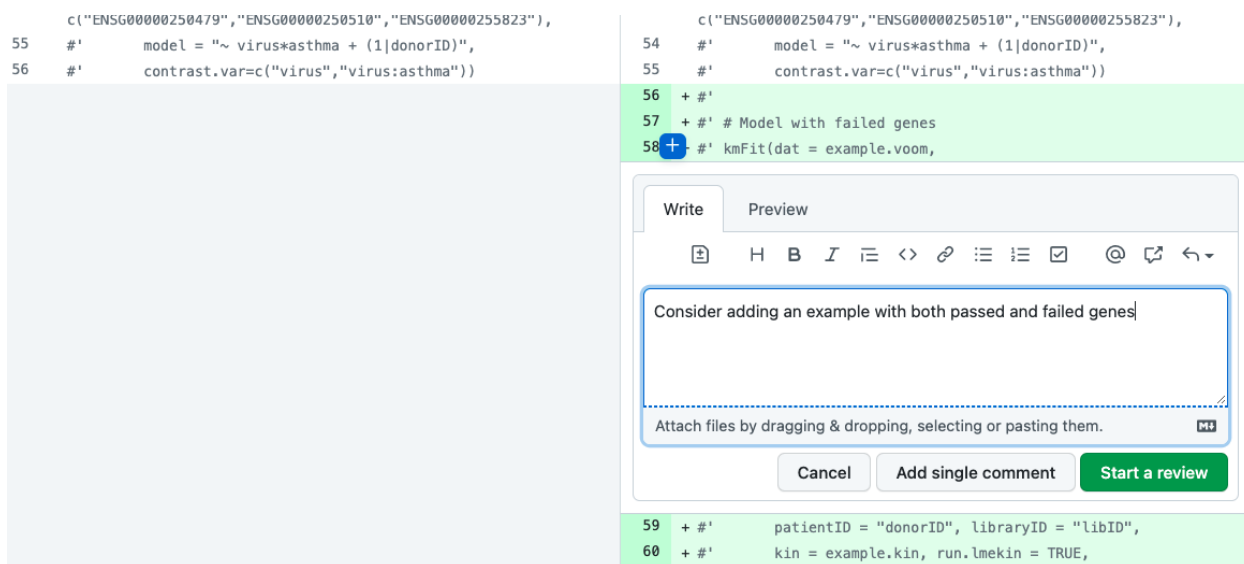 c("ENSG00000250479","ENSG00000250510","ENSG00000255823"),
55 #' model = "~ virus*asthma + (1|donorID)",
56 #' contrast.var=c("virus","virus:asthma"))
c("ENSG00000250479","ENSG00000250510","ENSG00000255823"),
54 #' model = "~ virus*asthma + (1|donorID)",
55 #' contrast.var=c("virus","virus:asthma"))
56 + #'
57 + #' # Model with failed genes
58 + #' kmFit(dat = example.voom,
Write Preview
Consider adding an example with both passed and failed genes
Attach files by dragging & dropping, selecting or pasting them.
Cancel Add single comment Start a review
59 + #' patientID = "donorID", libraryID = "libID",
60 + #' kin = example.kin, run.lmekin = TRUE,